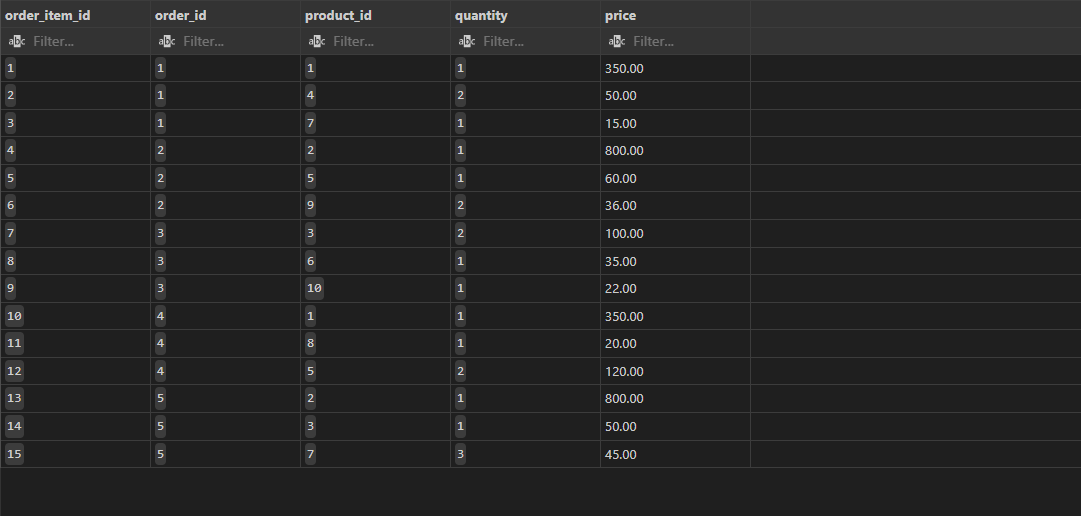 order_item_id order_id product_id quantity price
abc Filter... abc Filter... abc Filter... abc Filter... abc Filter...
1 1 1 1 350.00
2 1 4 2 50.00
3 1 7 1 15.00
4 2 2 1 800.00
5 2 5 1 60.00
6 2 9 2 36.00
7 3 3 2 100.00
8 3 6 1 35.00
9 3 10 1 22.00
10 4 1 1 350.00
11 4 8 1 20.00
12 4 5 2 120.00
13 5 2 1 800.00
14 5 3 1 50.00
15 5 7 3 45.00